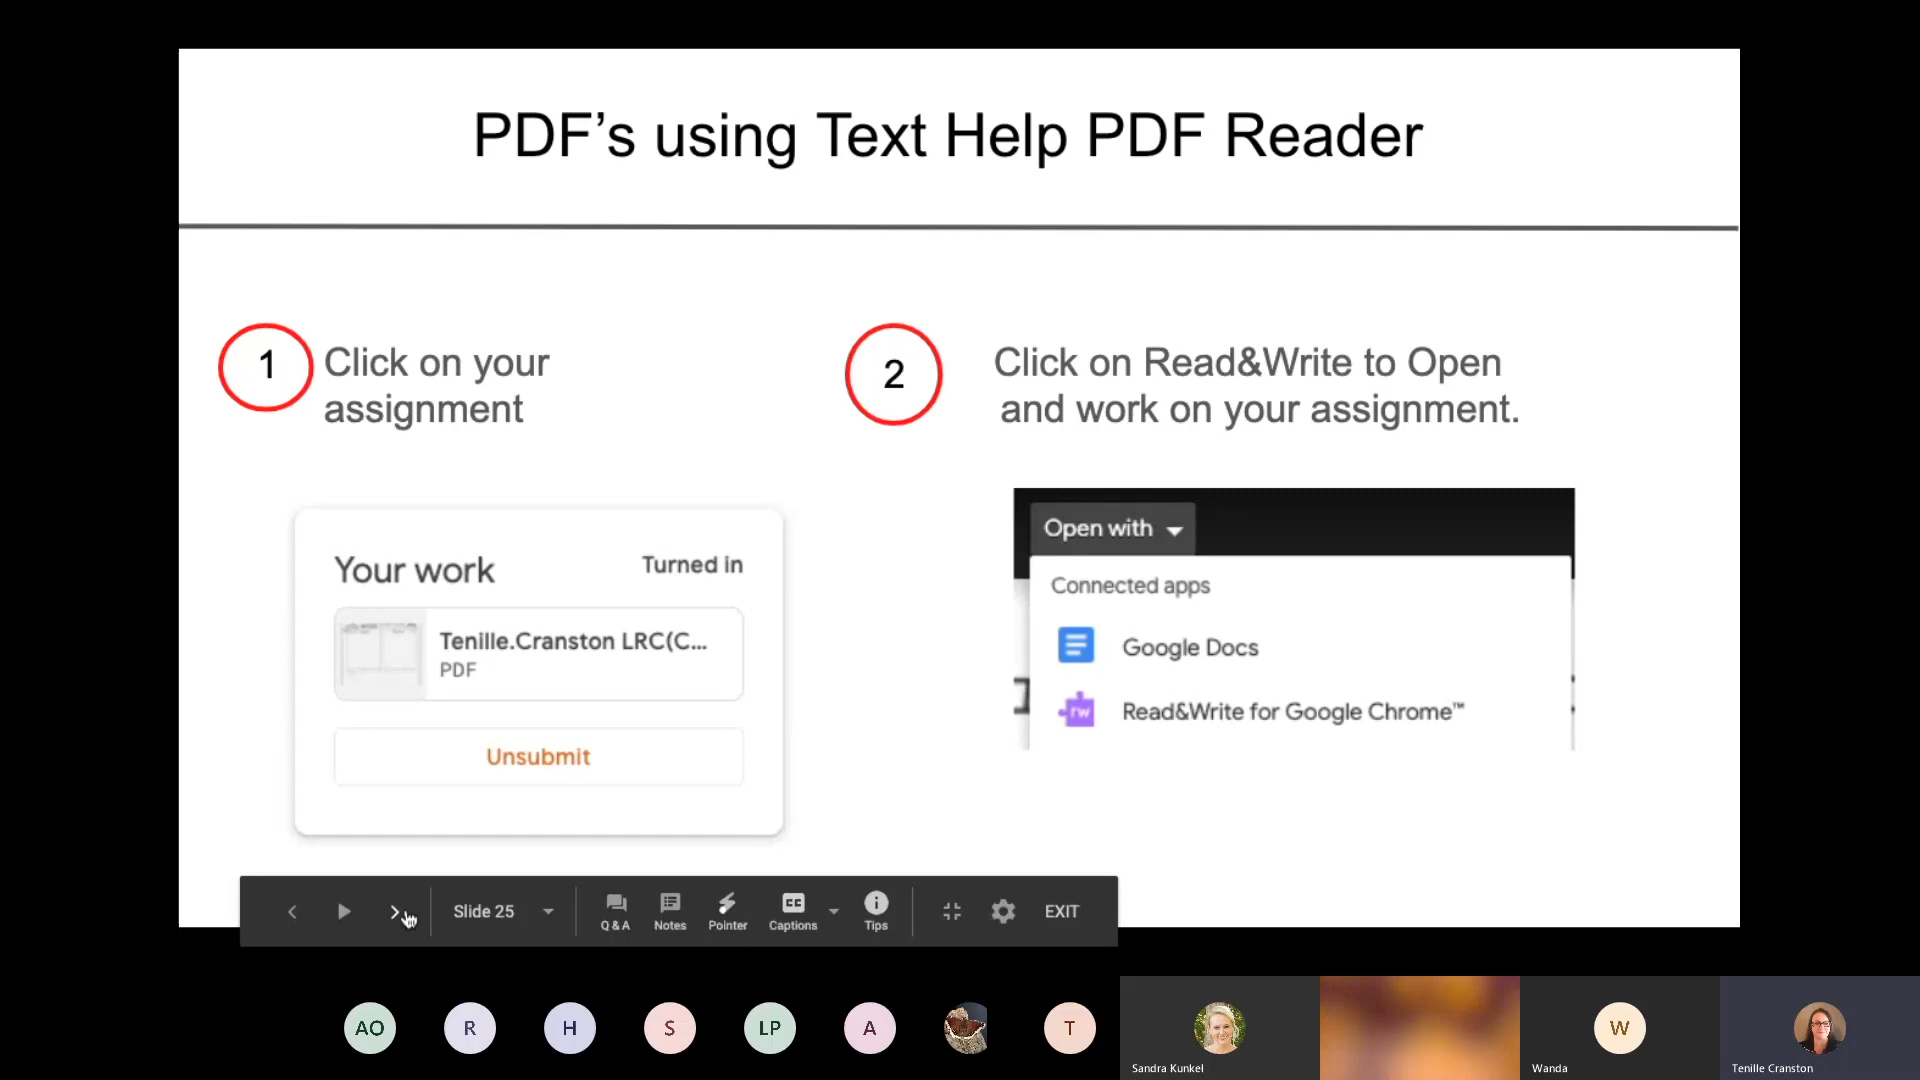 PDF’s using Text Help PDF Reader
1
Click on your
assignment
2
Click on Read&Write to Open
and work on your assignment.
Your work
Turned in
Tenille.Cranston LRC(C...
PDF
Unsubmit
Open with
Connected apps
Google Docs
rw
Read&Write for Google Chrome™
Slide 25
Q & A
Notes
Pointer
CC
Captions
Tips
EXIT
AO
R
H
S
LP
A
T
Sandra Kunkel
W
Wanda
Tenille Cranston